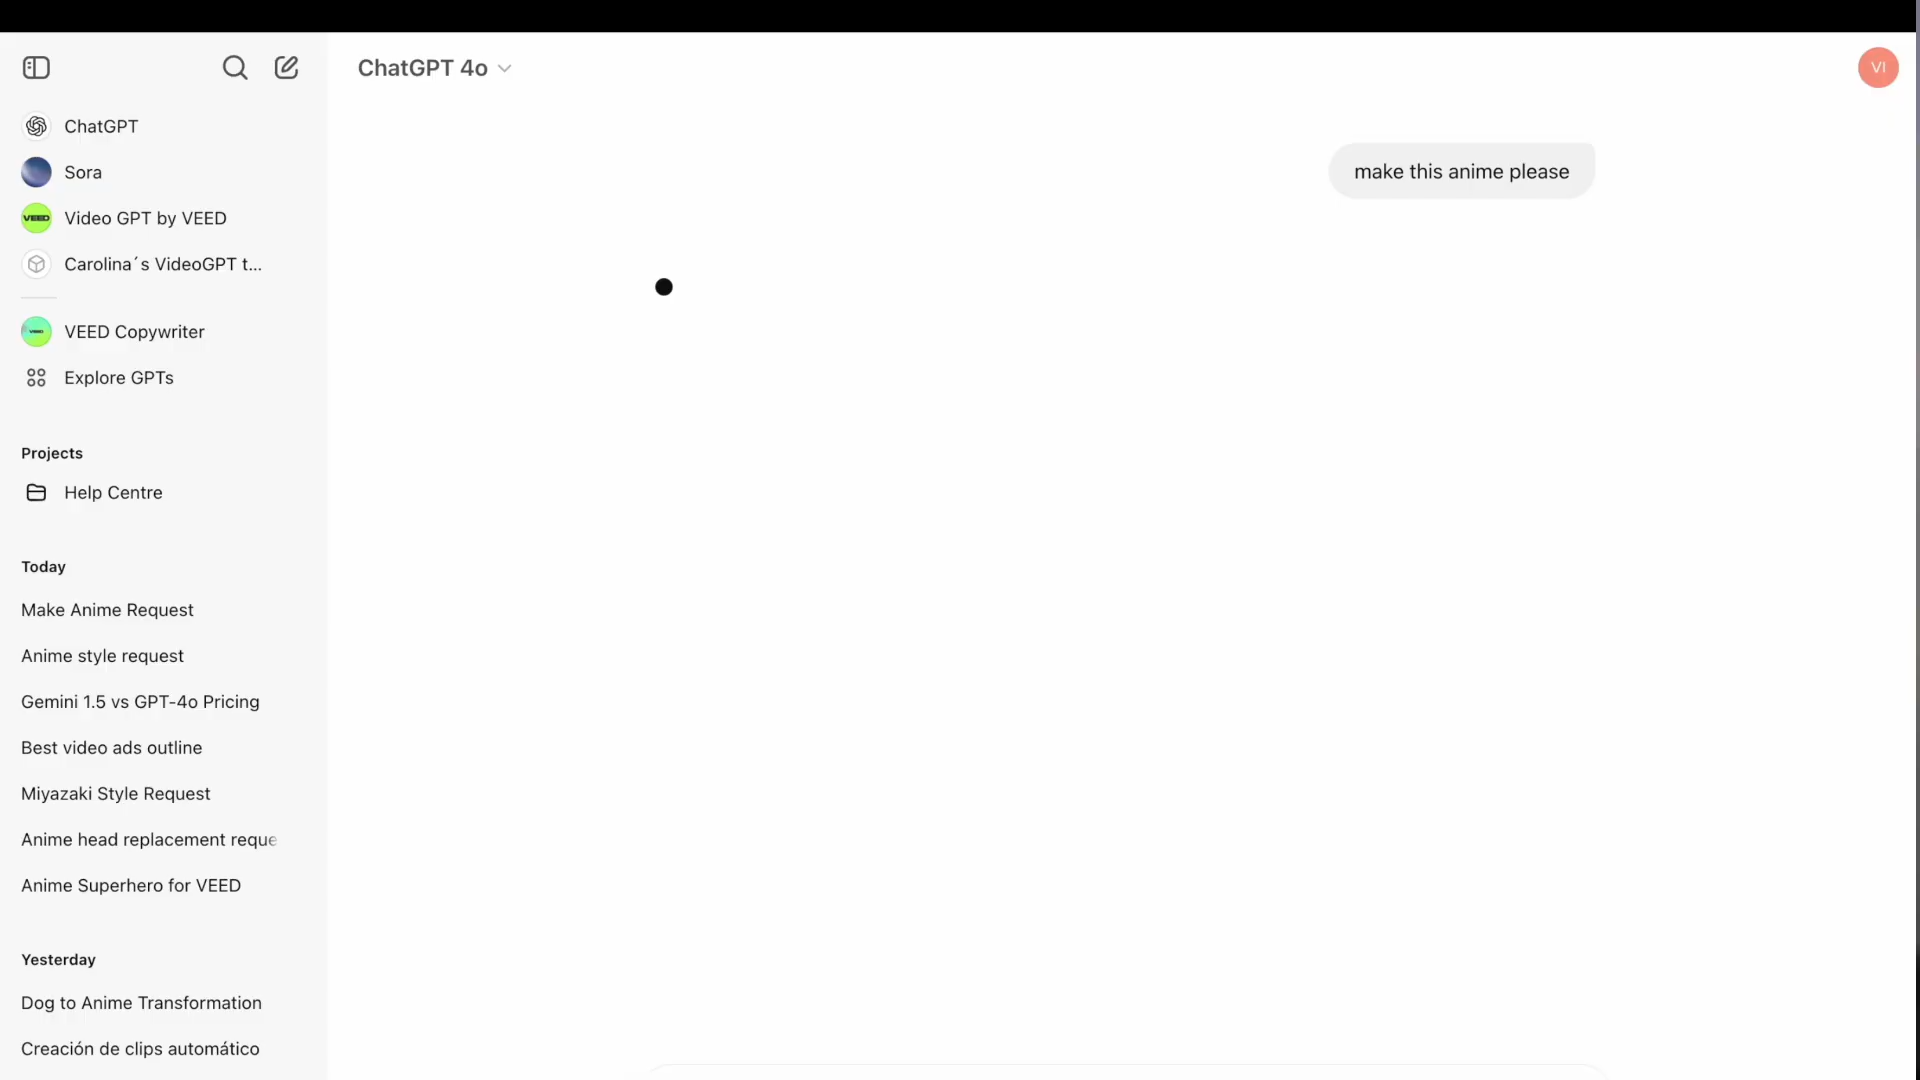 ChatGPT 4o
VI
ChatGPT
Sora
VEED
Video GPT by VEED
Carolina´s VideoGPT t...
VEED
VEED Copywriter
Explore GPTs
Projects
Help Centre
Today
Make Anime Request
Anime style request
Gemini 1.5 vs GPT-4o Pricing
Best video ads outline
Miyazaki Style Request
Anime head replacement reque
Anime Superhero for VEED
Yesterday
Dog to Anime Transformation
Creación de clips automático
make this anime please